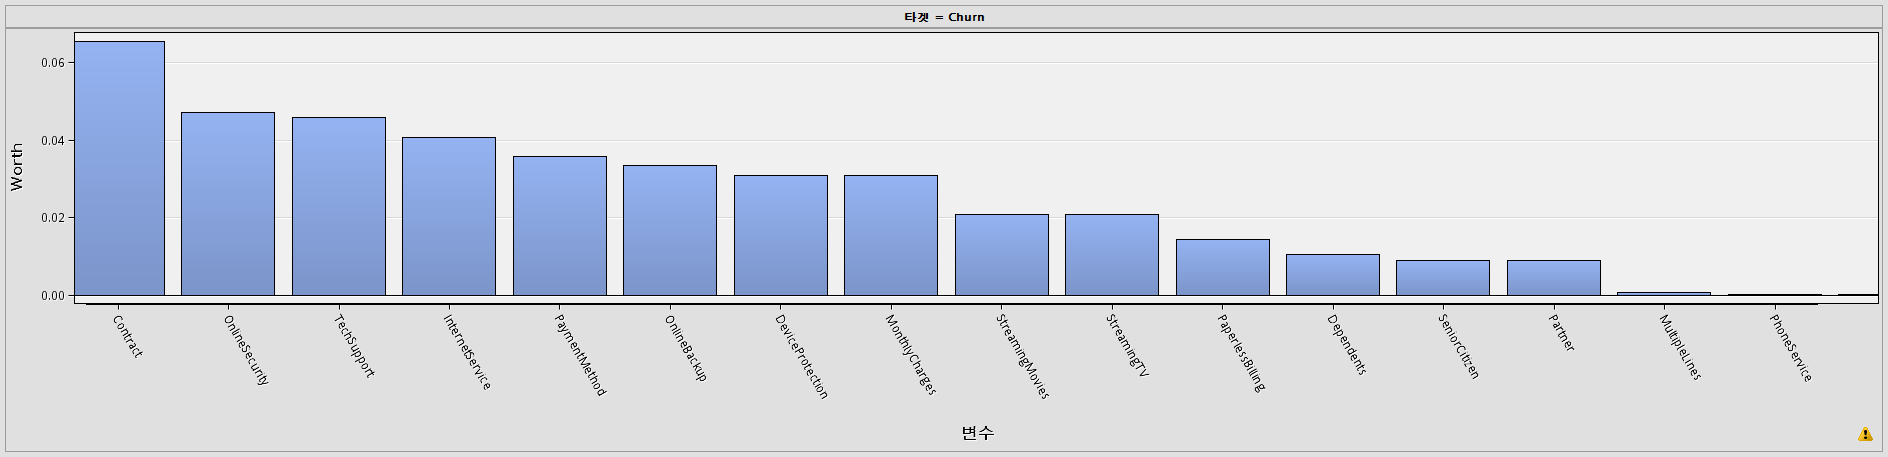 타겟 = Churn
Worth
0.06
0.04
0.02
0.00
Contract
OnlineSecurity
TechSupport
InternetService
PaymentMethod
OnlineBackup
DeviceProtection
MonthlyCharges
StreamingMovies
StreamingTV
PaperlessBilling
Dependents
SeniorCitizen
Partner
MultipleLines
PhoneService
변수